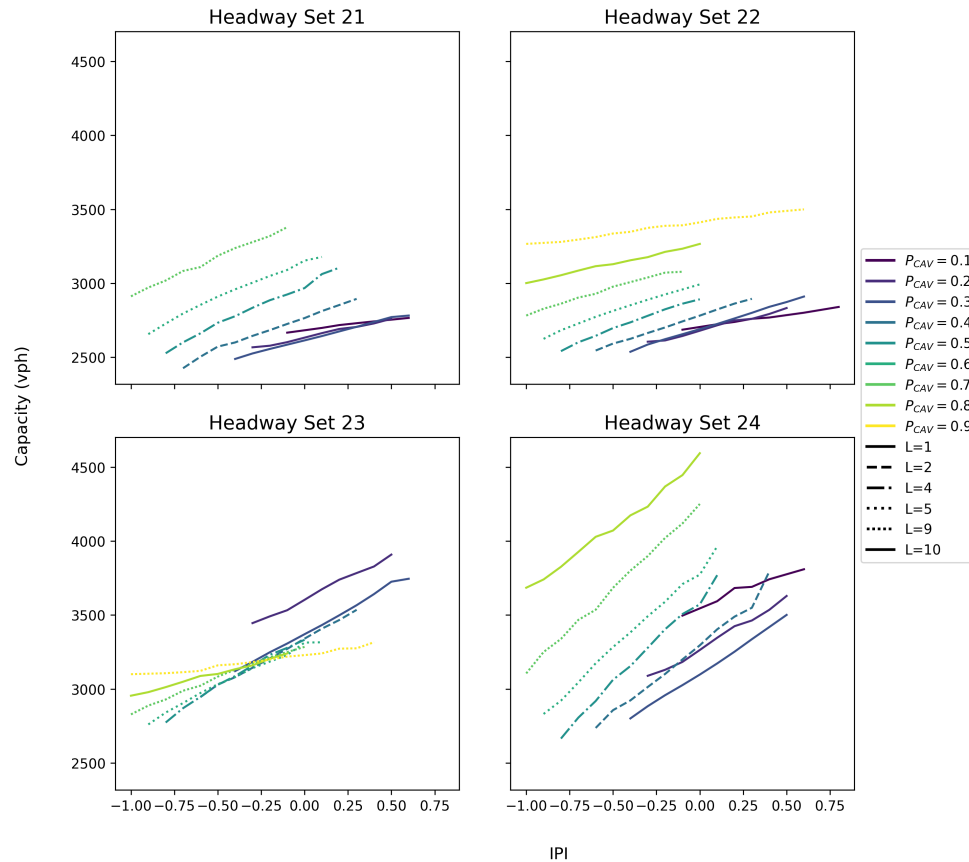 Headway Set 21
Headway Set 22
4500
4000
3500
3000
2500
Capacity (vph)
P_CAV = 0.1
P_CAV = 0.2
P_CAV = 0.3
P_CAV = 0.4
P_CAV = 0.5
P_CAV = 0.6
P_CAV = 0.7
P_CAV = 0.8
P_CAV = 0.9
L=1
L=2
L=4
L=5
L=9
L=10
Headway Set 23
Headway Set 24
4500
4000
3500
3000
2500
−1.00 −0.75 −0.50 −0.25 0.00 0.25 0.50 0.75
−1.00 −0.75 −0.50 −0.25 0.00 0.25 0.50 0.75
IPI